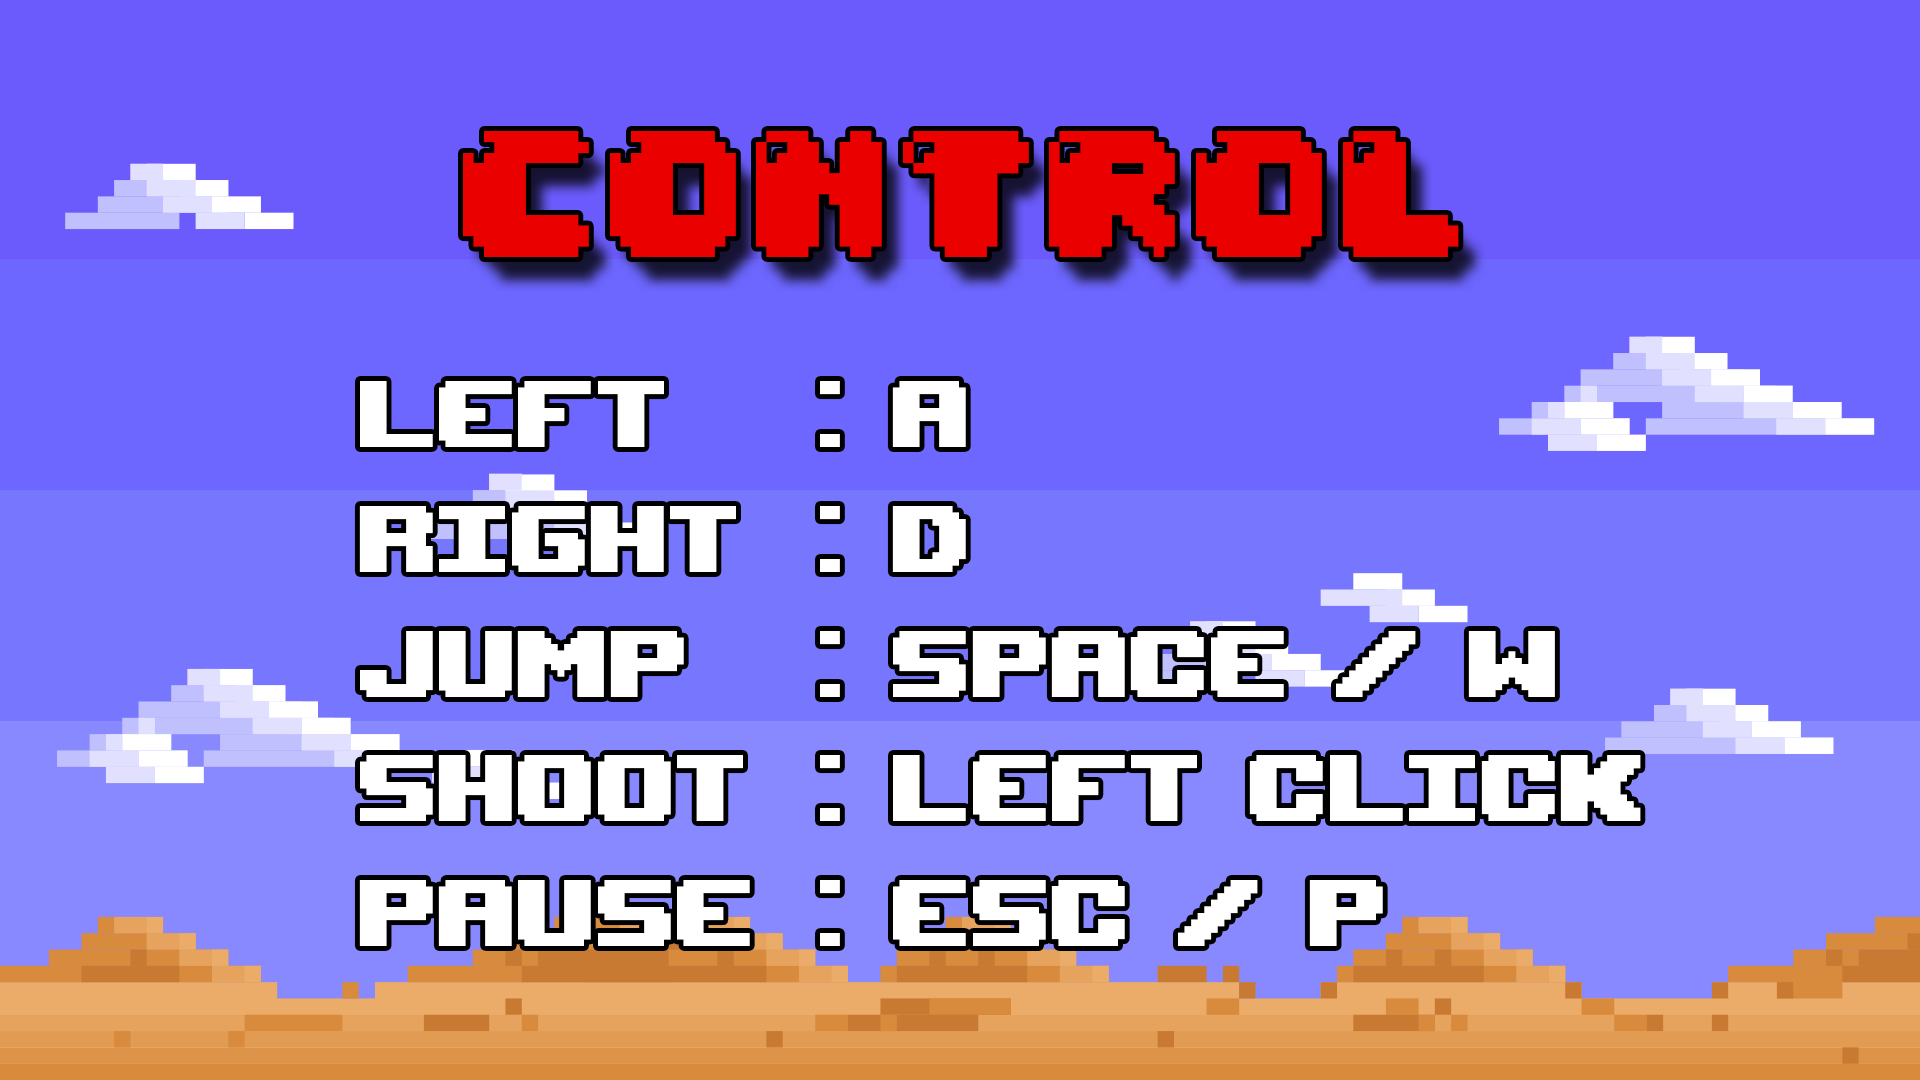 CONTROL
LEFT : A
RIGHT : D
JUMP : SPACE/ W
SHOOT : LEFT CLICK
PAUSE : ESC / P